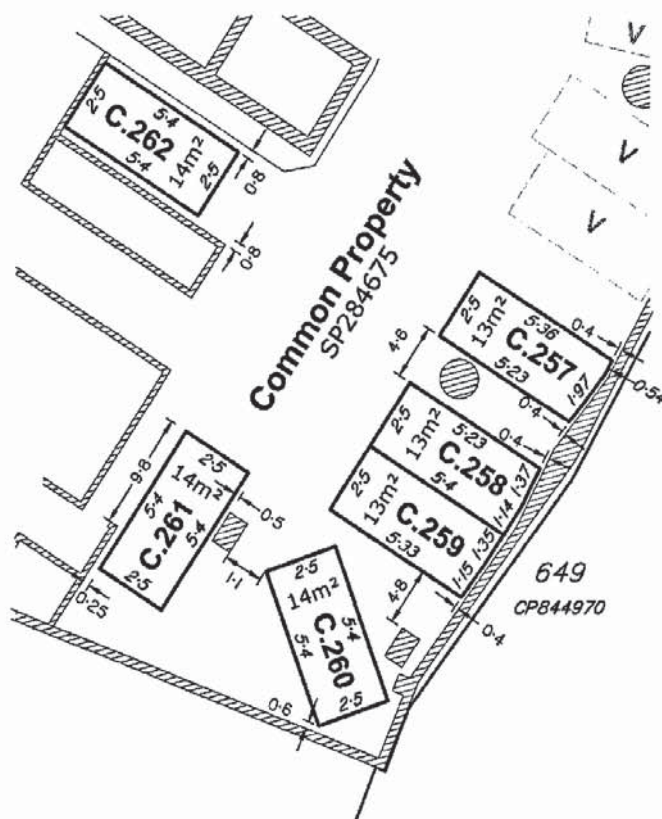 V
V
V
5·4
2·5
C.262
14m²
5·4
2·5
0·8
0·8
Common Property
SP284675
2·5
5·36
13m²
C.257
5·23
1·97
0·4
0·54
0·4
4·8
2·5
5·23
13m²
C.258
1·37
5·4
1·14
0·4
2·5
13m²
C.259
1·35
5·33
1·15
0·4
4·8
9·8
2·5
14m²
C.261
5·4
5·4
2·5
0·5
0·25
1·1
2·5
14m²
C.260
5·4
5·4
2·5
0·6
649
CP844970